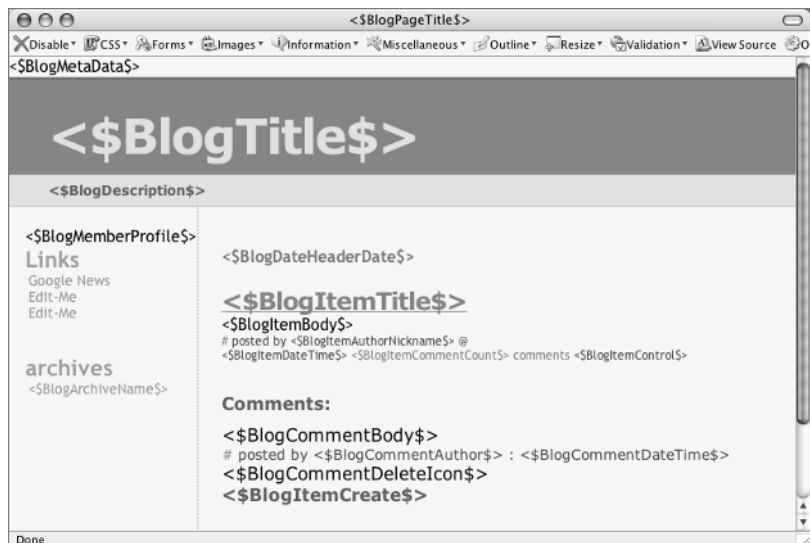 <$BlogPageTitle$>
Disable CSS Forms Images Information Miscellaneous Outline Resize Validation View Source O
<$BlogMetaData$>
<$BlogTitle$>
<$BlogDescription$>
<$BlogMemberProfile$>
Links
Google News
Edit-Me
Edit-Me
archives
<$BlogArchiveName$>
<$BlogDateHeaderDate$>
<$BlogItemTitle$>
<$BlogItemBody$>
# posted by <$BlogItemAuthorNickname$> @
<$BlogItemDateTime$> <$BlogItemCommentCount$> comments <$BlogItemControl$>
Comments:
<$BlogCommentBody$>
# posted by <$BlogCommentAuthor$> : <$BlogCommentDateTime$>
<$BlogCommentDeleteIcon$>
<$BlogItemCreate$>
Done